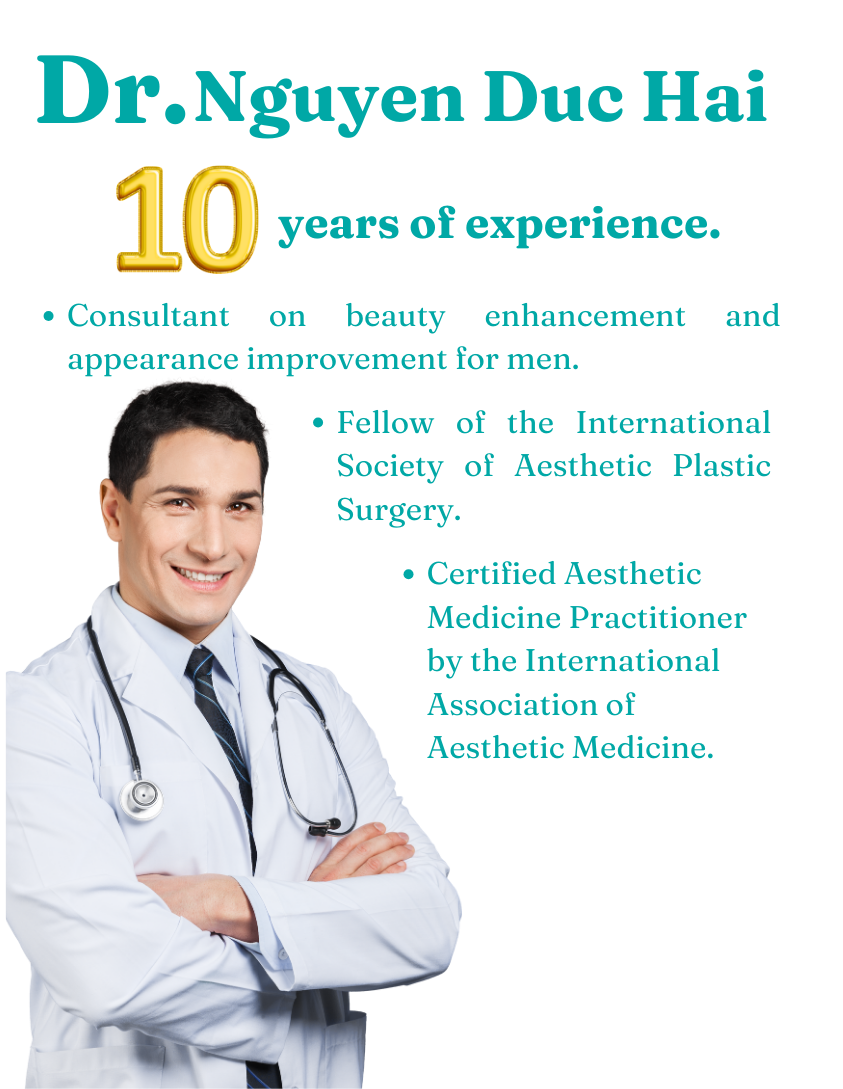 Dr. Nguyen Duc Hai
10 years of experience.
• Consultant on beauty enhancement and
appearance improvement for men.
• Fellow of the International
Society of Aesthetic Plastic
Surgery.
• Certified Aesthetic
Medicine Practitioner
by the International
Association of
Aesthetic Medicine.